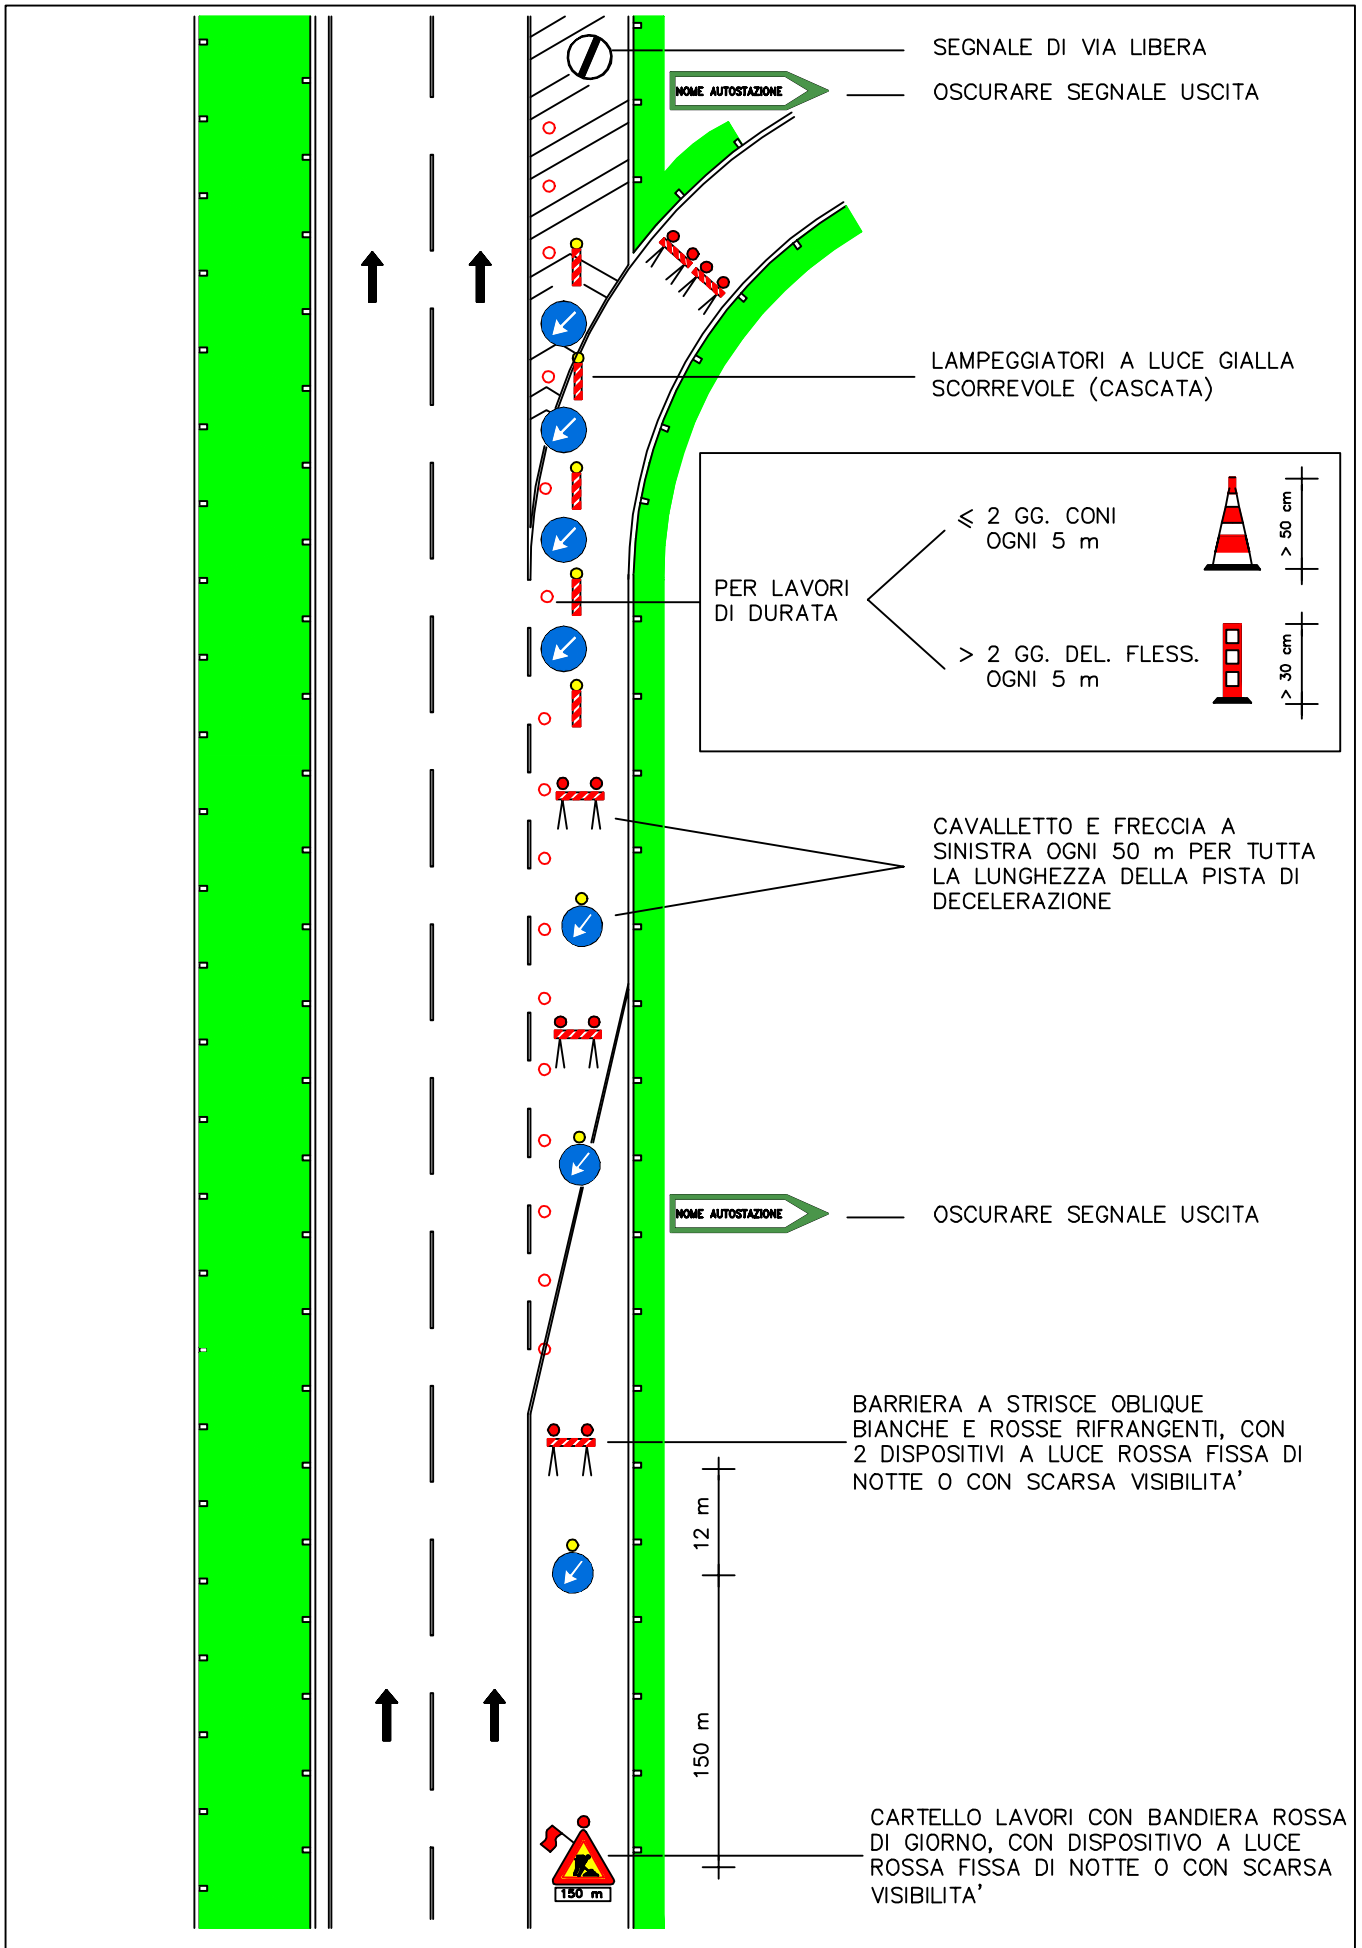 SEGNALE DI VIA LIBERA
NOME AUTOSTAZIONE
OSCURARE SEGNALE USCITA
LAMPEGGIATORI A LUCE GIALLA
SCORREVOLE (CASCATA)
⩽ 2 GG. CONI
OGNI 5 m
> 50 cm
PER LAVORI
DI DURATA
> 2 GG. DEL. FLESS.
OGNI 5 m
> 30 cm
CAVALLETTO E FRECCIA A
SINISTRA OGNI 50 m PER TUTTA
LA LUNGHEZZA DELLA PISTA DI
DECELERAZIONE
NOME AUTOSTAZIONE
OSCURARE SEGNALE USCITA
BARRIERA A STRISCE OBLIQUE
BIANCHE E ROSSE RIFRANGENTI, CON
2 DISPOSITIVI A LUCE ROSSA FISSA DI
NOTTE O CON SCARSA VISIBILITA'
12 m
150 m
CARTELLO LAVORI CON BANDIERA ROSSA
DI GIORNO, CON DISPOSITIVO A LUCE
ROSSA FISSA DI NOTTE O CON SCARSA
VISIBILITA'
150 m